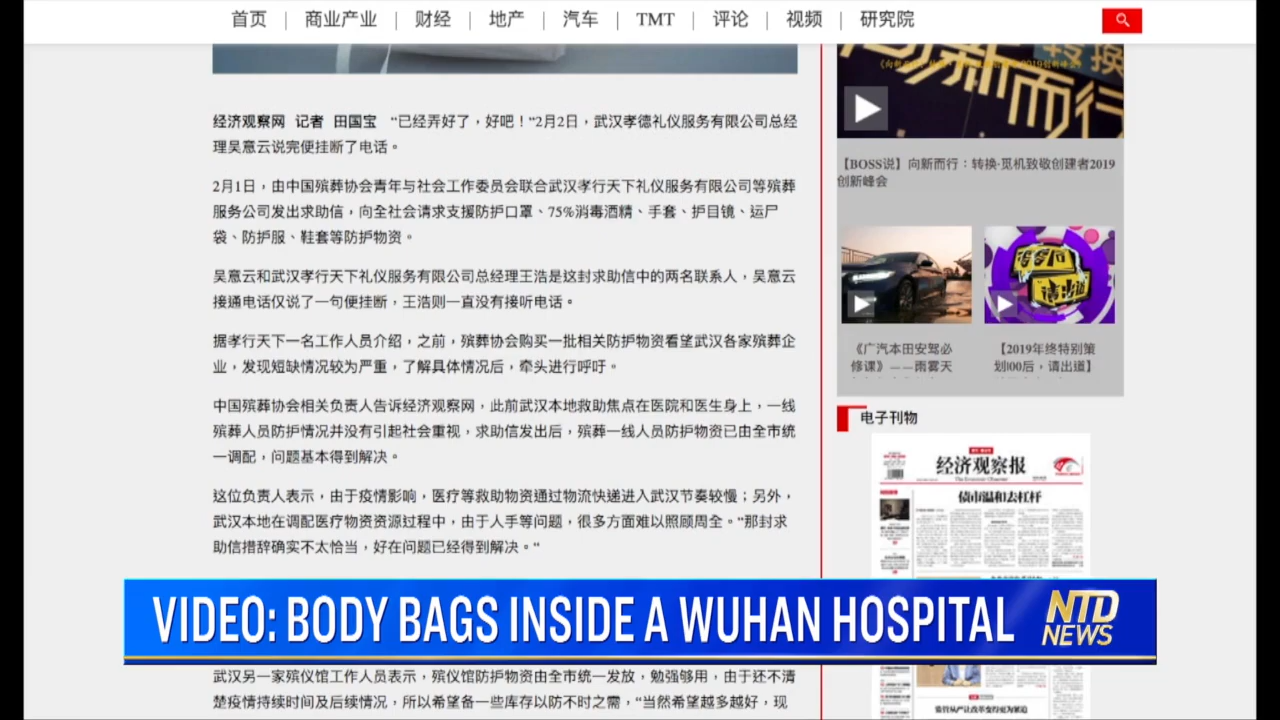 首页 | 商业产业 | 财经 | 地产 | 汽车 | TMT | 评论 | 视频 | 研究院
经济观察网 记者 田国宝 “已经弄好了，好吧！”2月2日，武汉孝德礼仪服务有限公司总经
理吴意云说完便挂断了电话。
2月1日，由中国殡葬协会青年与社会工作委员会联合武汉孝行天下礼仪服务有限公司等殡葬
服务公司发出求助信，向全社会请求支援防护口罩、75%消毒酒精、手套、护目镜、运尸
袋、防护服、鞋套等防护物资。
吴意云和武汉孝行天下礼仪服务有限公司总经理王浩是这封求助信中的两名联系人，吴意云
接通电话仅说了一句便挂断，王浩则一直没有接听电话。
据孝行天下一名工作人员介绍，之前，殡葬协会购买一批相关防护物资看望武汉各家殡葬企
业，发现短缺情况较为严重，了解具体情况后，牵头进行呼吁。
中国殡葬协会相关负责人告诉经济观察网，此前武汉本地救助焦点在医院和医生身上，一线
殡葬人员防护情况并没有引起社会重视，求助信发出后，殡葬一线人员防护物资已由全市统
一调配，问题基本得到解决。
这位负责人表示，由于疫情影响，医疗等救助物资通过物流快递进入武汉节奏较慢；另外，
武汉本地在调配医疗物资资源过程中，由于人手等问题，很多方面难以照顾周全。“那封求
助信措辞确实不太恰当，好在问题已经得到解决。”
武汉另一家殡仪馆工作人员表示，殡仪馆防护物资由全市统一发放，勉强够用，由于还不清
楚疫情持续时间及后续
所以希望多一些库存以防不时之需，“当然希望越多越好，现
向新而行
转换
【BOSS说】向新而行：转换·觅机致敬创建者2019
创新峰会
《广汽本田安驾必
修课》——雨雾天
【2019年终特别策
划|00后，请出道】
电子刊物
经济观察报
The Economic Observer
债市温和去杠杆
监管从严让改革变得更为紧迫
VIDEO: BODY BAGS INSIDE A WUHAN HOSPITAL
NTD
NEWS